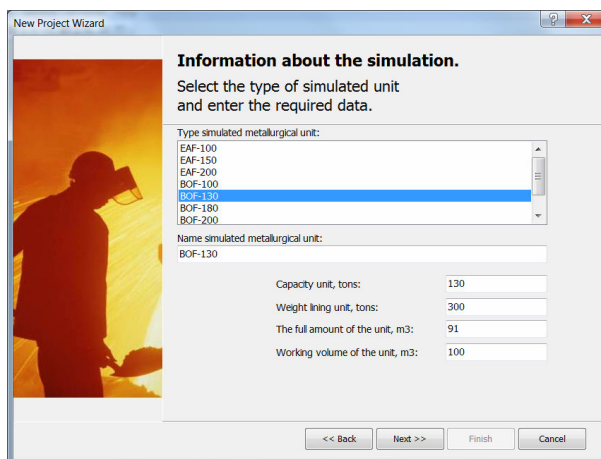 New Project Wizard
Information about the simulation.
Select the type of simulated unit
and enter the required data.
Type simulated metallurgical unit:
EAF-100
EAF-150
EAF-200
BOF-100
BOF-130
BOF-180
BOF-200
Name simulated metallurgical unit:
BOF-130
Capacity unit, tons: 130
Weight lining unit, tons: 300
The full amount of the unit, m3: 91
Working volume of the unit, m3: 100
<< Back Next >> Finish Cancel